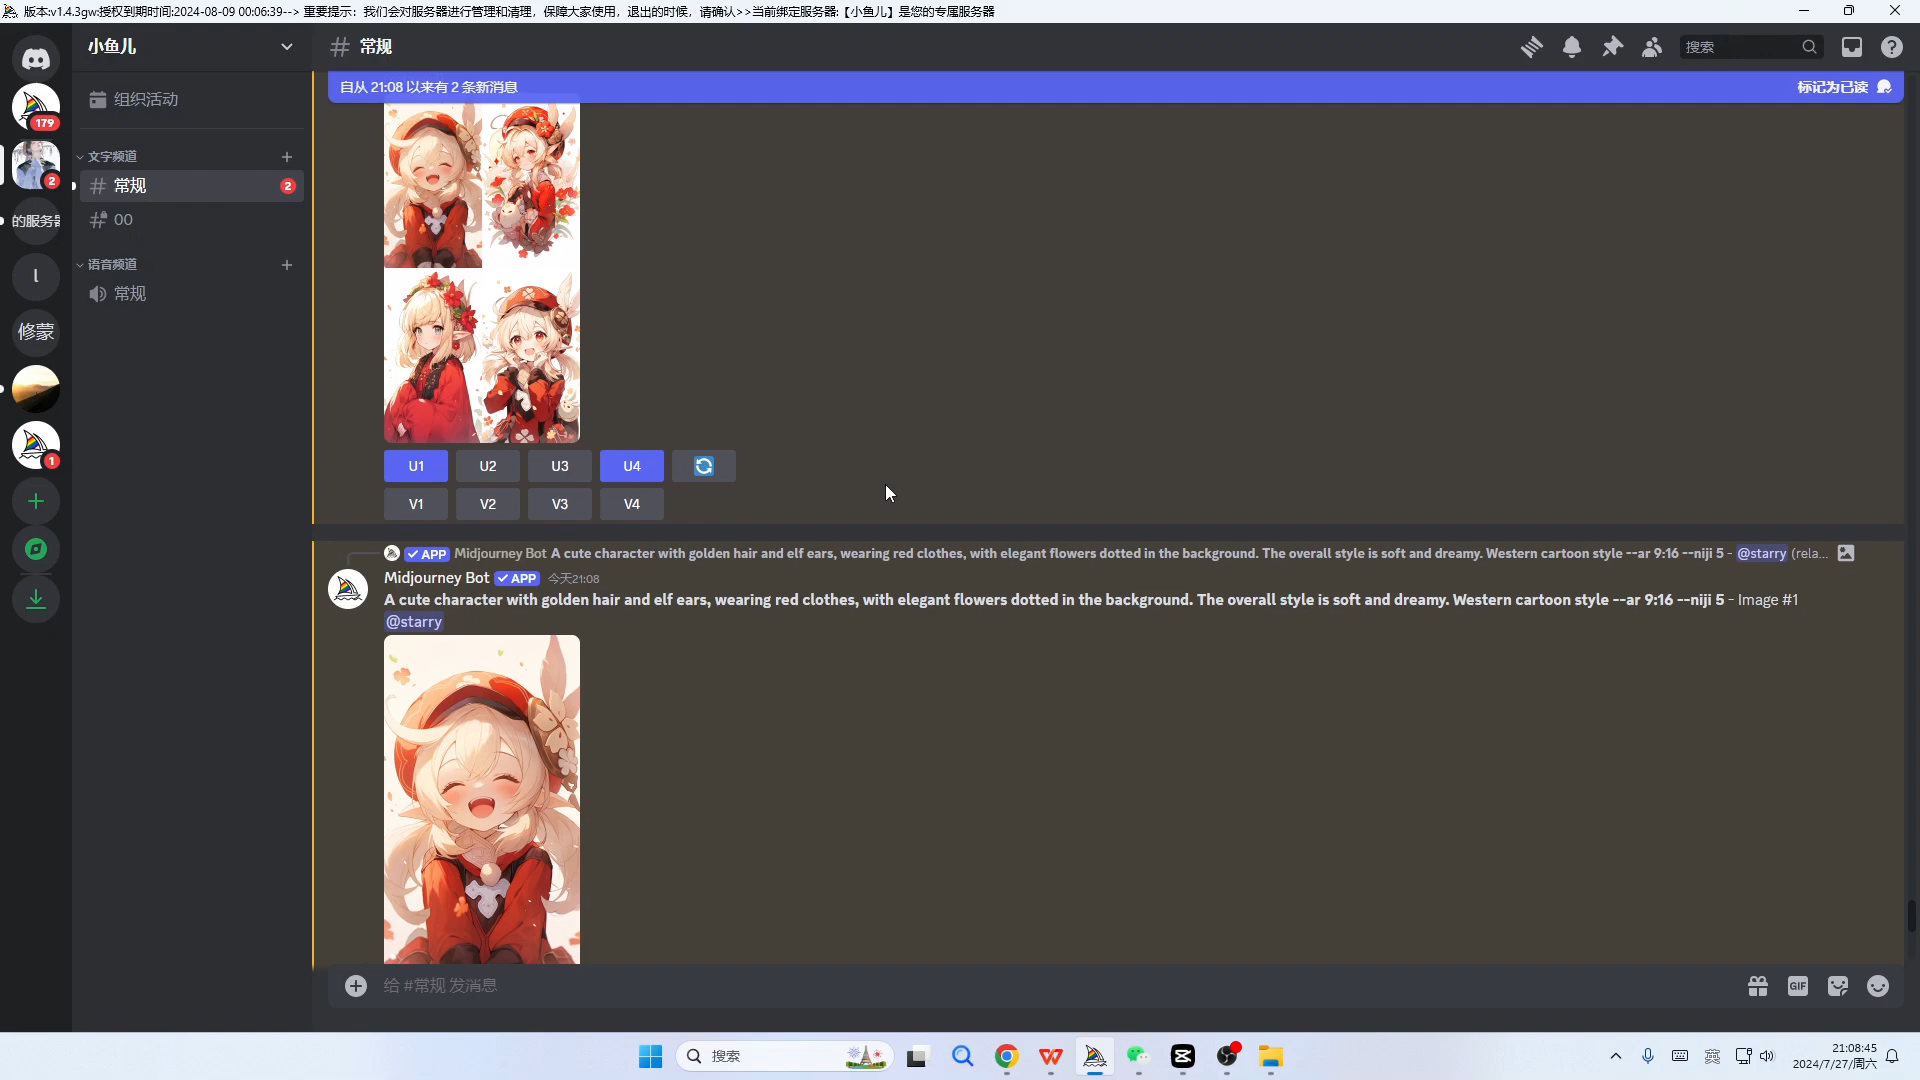 版本:v1.4.3gw:授权到期时间:2024-08-09 00:06:39--> 重要提示：我们会对服务器进行管理和清理，保障大家使用，退出的时候，请确认>>当前绑定服务器:【小鱼儿】是您的专属服务器
小鱼儿
常规
搜索
自从 21:08 以来有 2 条新消息
标记为已读
组织活动
179
文字频道
2
常规
2
00
的服务器
语音频道
l
常规
修蒙
1
U1
U2
U3
U4
V1
V2
V3
V4
APP Midjourney Bot A cute character with golden hair and elf ears, wearing red clothes, with elegant flowers dotted in the background. The overall style is soft and dreamy. Western cartoon style --ar 9:16 --niji 5 - @starry (rela...
Midjourney Bot APP 今天21:08
A cute character with golden hair and elf ears, wearing red clothes, with elegant flowers dotted in the background. The overall style is soft and dreamy. Western cartoon style --ar 9:16 --niji 5 - Image #1
@starry
给 #常规 发消息
GIF
搜索
英
21:08:45
2024/7/27/周六